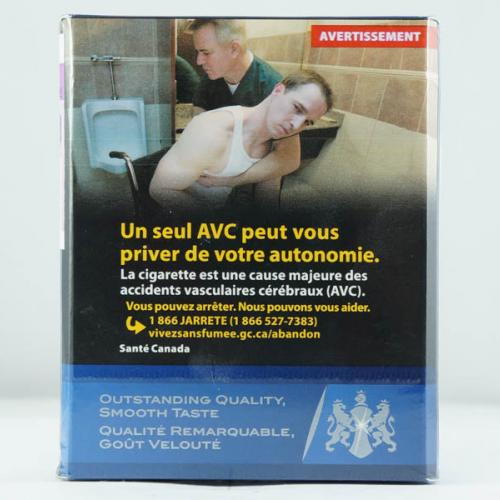 AVERTISSEMENT
Un seul AVC peut vous
priver de votre autonomie.
La cigarette est une cause majeure des
accidents vasculaires cérébraux (AVC).
Vous pouvez arrêter. Nous pouvons vous aider.
1 866 JARRETE (1 866 527-7383)
vivezsansfumee.gc.ca/abandon
Santé Canada
OUTSTANDING QUALITY,
SMOOTH TASTE
QUALITÉ REMARQUABLE,
GOÛT VELOUTÉ